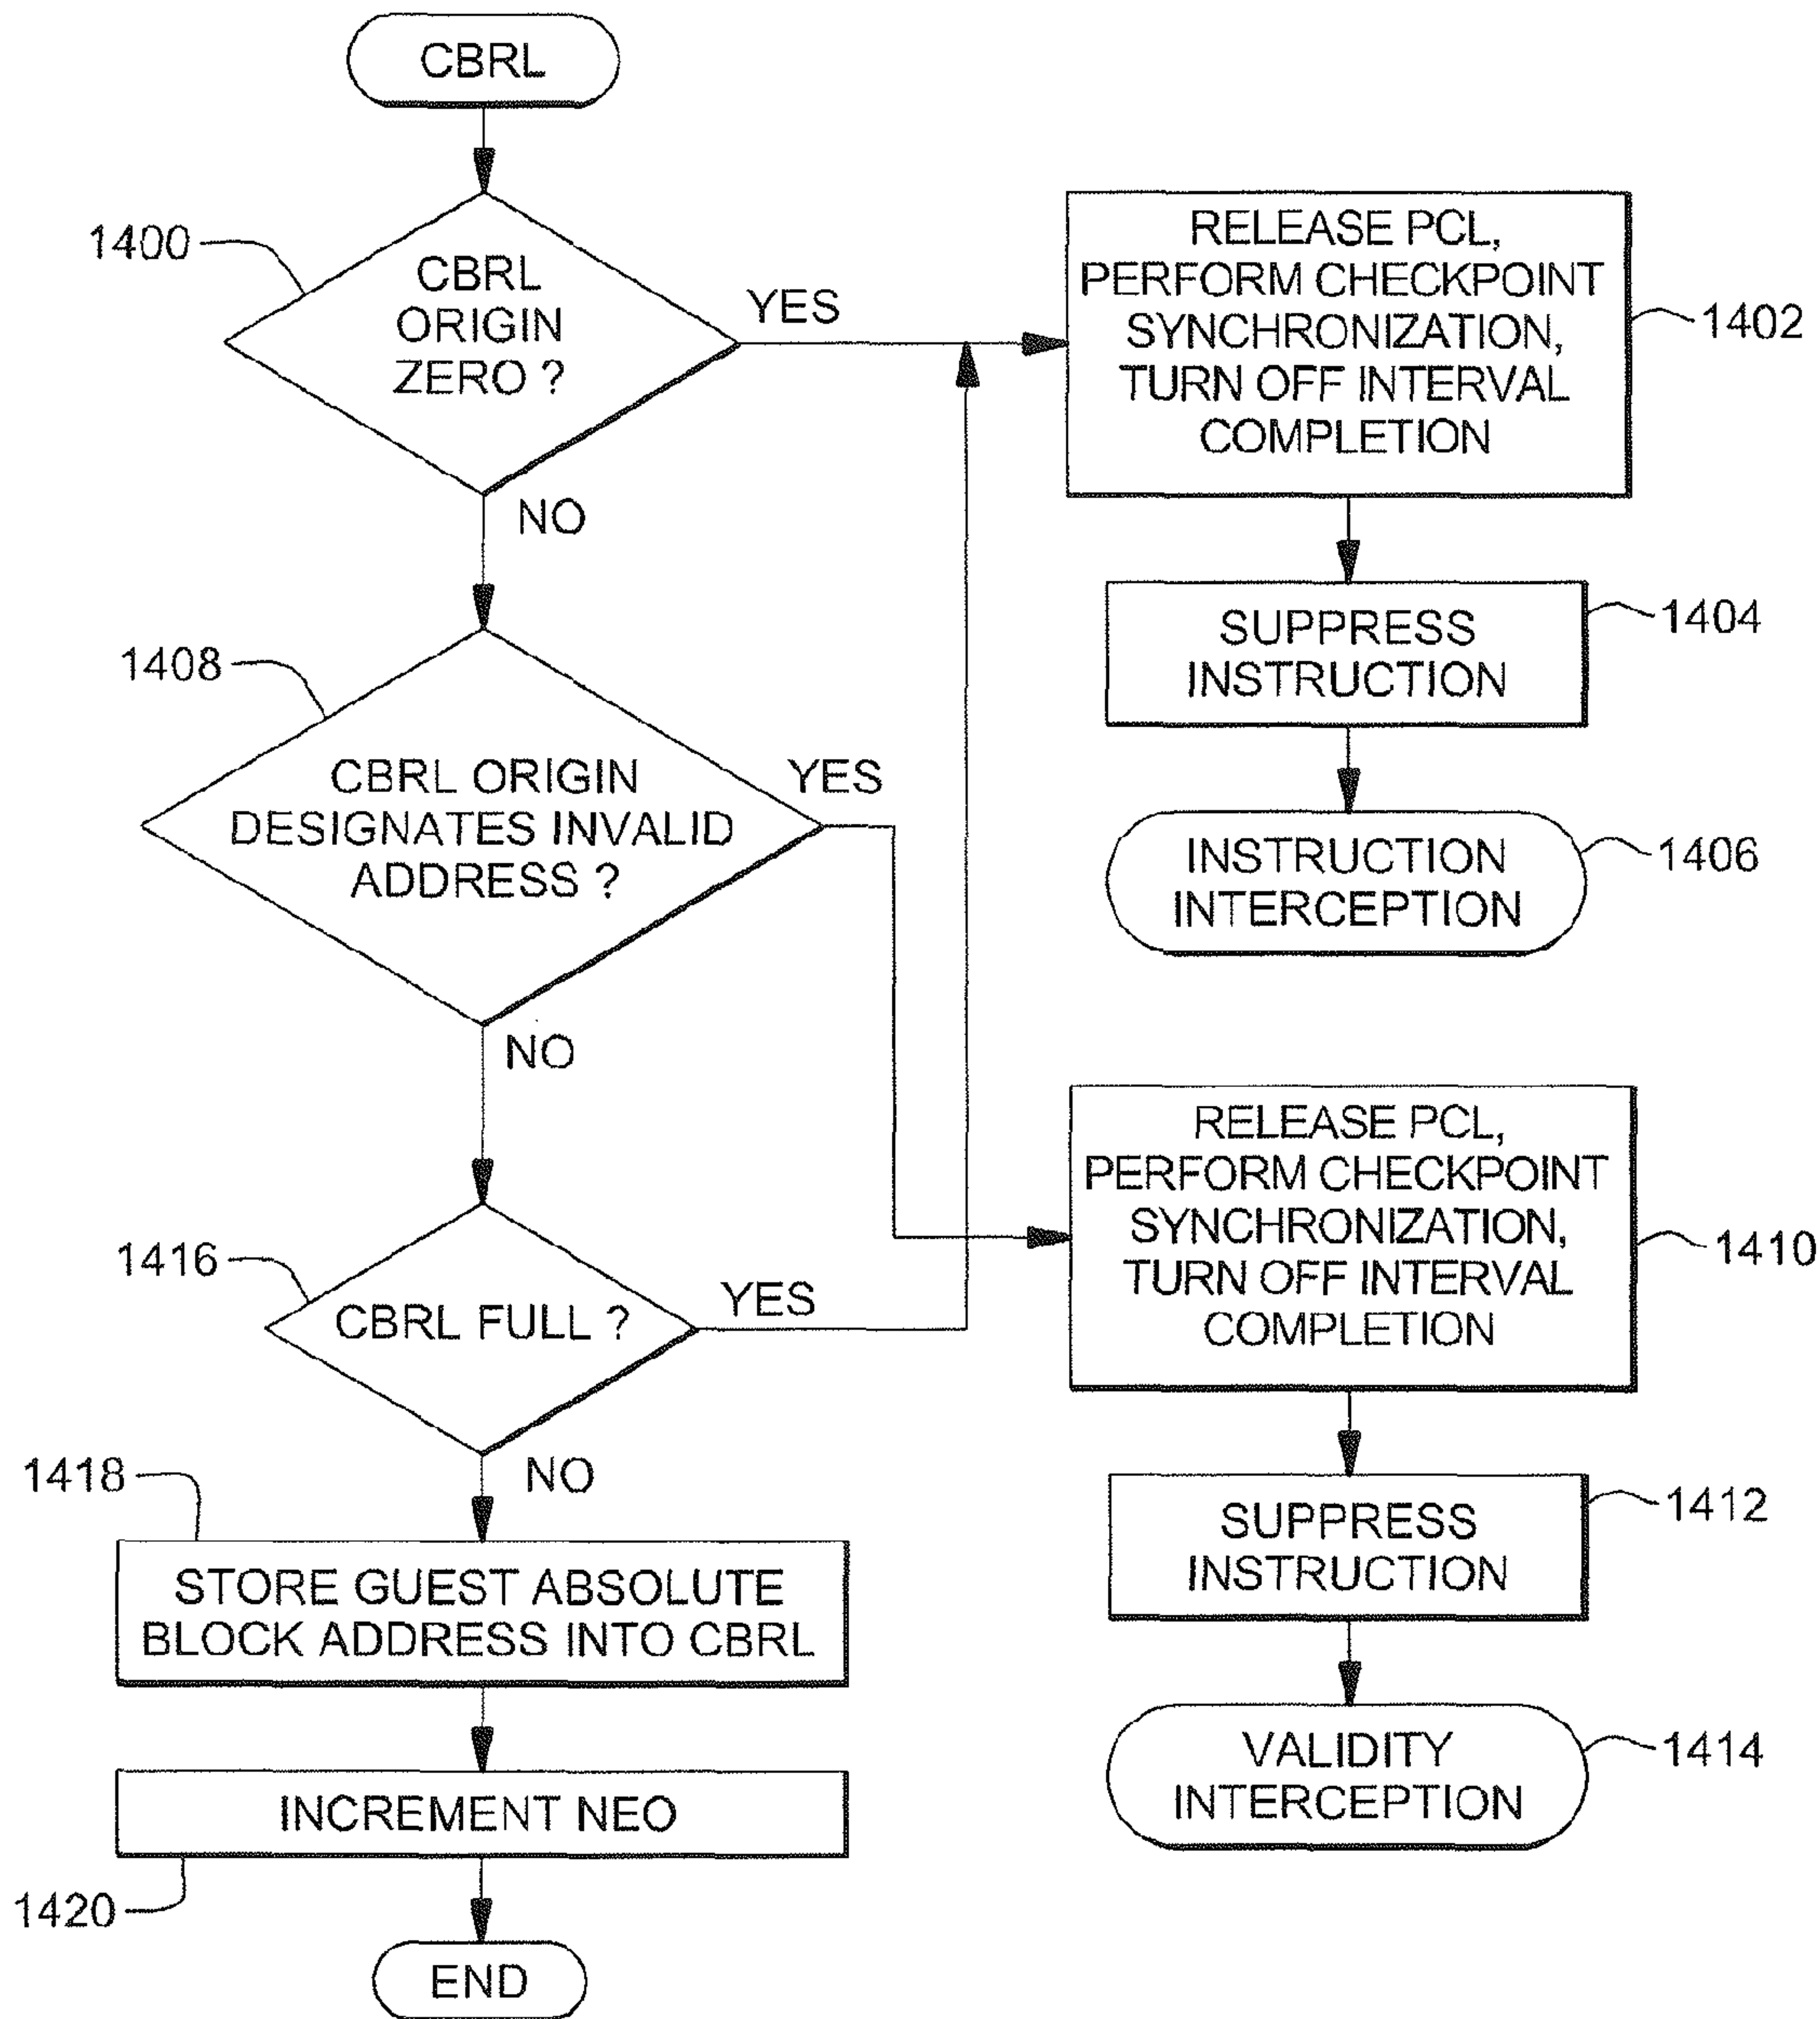 CBRL
1400
CBRL
ORIGIN
ZERO ?
YES
NO
RELEASE PCL,
PERFORM CHECKPOINT
SYNCHRONIZATION,
TURN OFF INTERVAL
COMPLETION
1402
SUPPRESS
INSTRUCTION
1404
INSTRUCTION
INTERCEPTION
1406
1408
CBRL ORIGIN
DESIGNATES INVALID
ADDRESS ?
YES
NO
RELEASE PCL,
PERFORM CHECKPOINT
SYNCHRONIZATION,
TURN OFF INTERVAL
COMPLETION
1410
SUPPRESS
INSTRUCTION
1412
VALIDITY
INTERCEPTION
1414
1416
CBRL FULL ?
YES
NO
1418
STORE GUEST ABSOLUTE
BLOCK ADDRESS INTO CBRL
INCREMENT NEO
1420
END